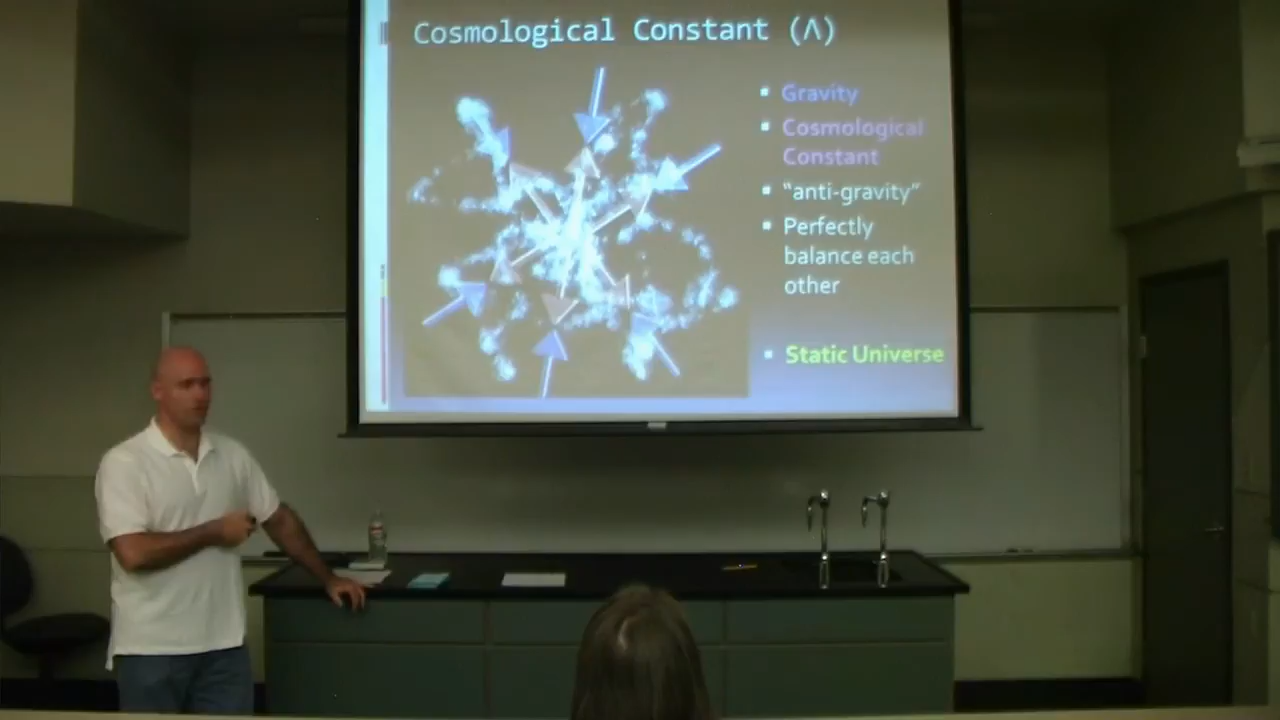 Cosmological Constant (Λ)
Gravity
Cosmological
Constant
“anti-gravity”
Perfectly
balance each
other
Static Universe